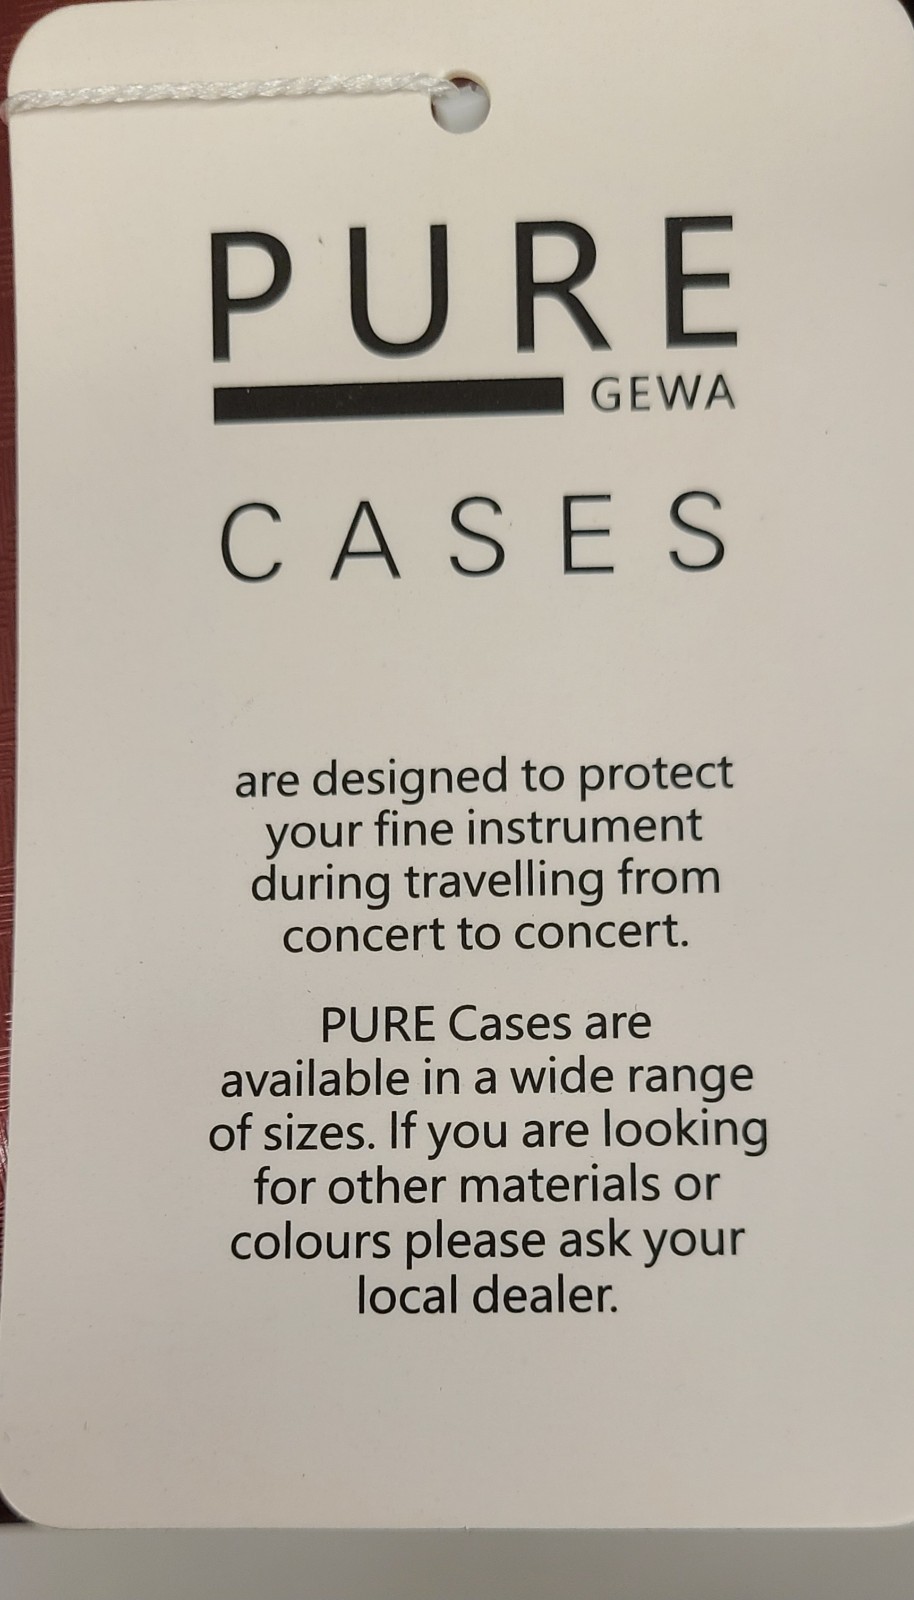 PURE
GEWA
CASES
are designed to protect
your fine instrument
during travelling from
concert to concert.
PURE Cases are
available in a wide range
of sizes. If you are looking
for other materials or
colours please ask your
local dealer.